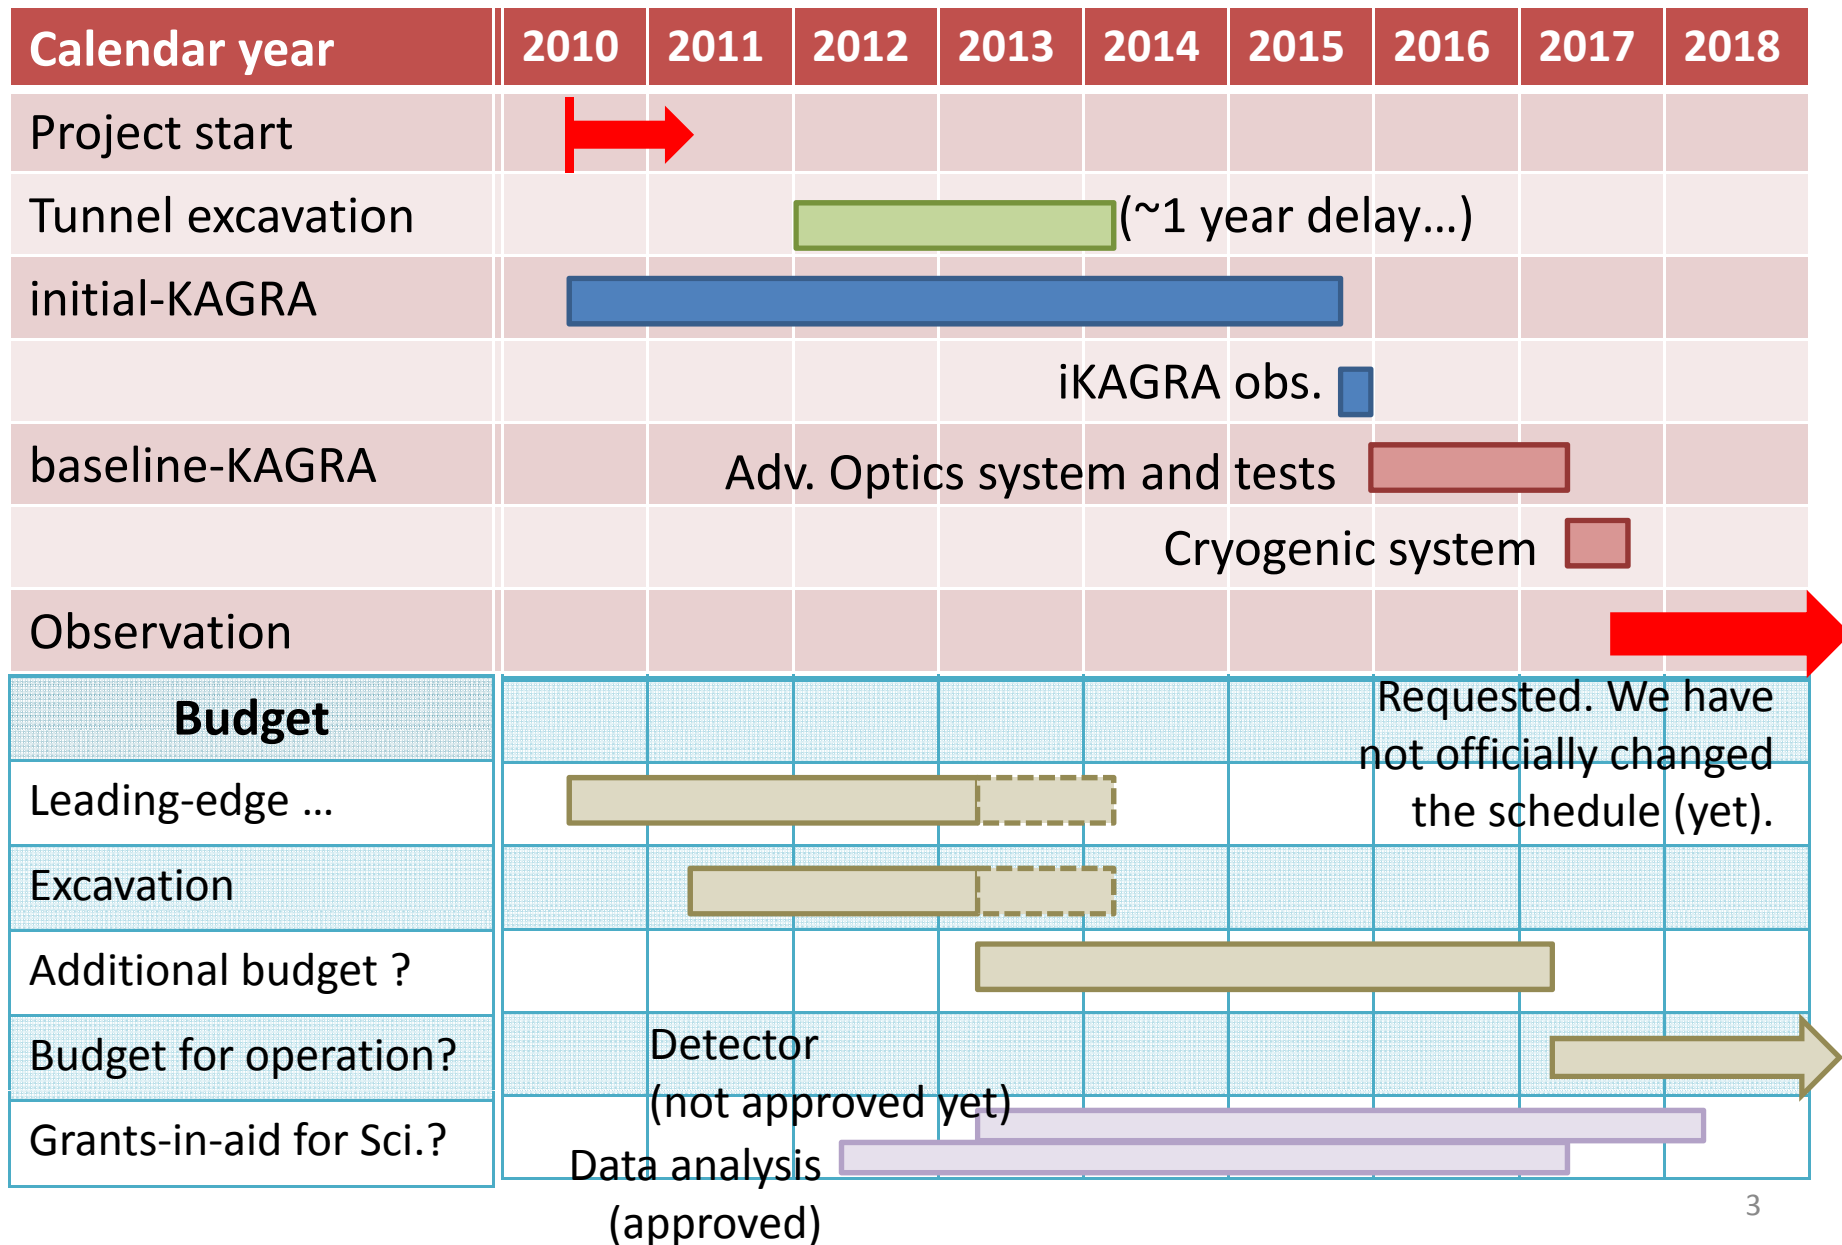 Calendar year 2010 2011 2012 2013 2014 2015 2016 2017 2018
Project start
Tunnel excavation (~1 year delay...)
initial-KAGRA
iKAGRA obs.
baseline-KAGRA Adv. Optics system and tests
Cryogenic system
Observation
Budget
Requested. We have
not officially changed
the schedule (yet).
Leading-edge ...
Excavation
Additional budget ?
Budget for operation?
Detector
(not approved yet)
Grants-in-aid for Sci.?
Data analysis
(approved)
3